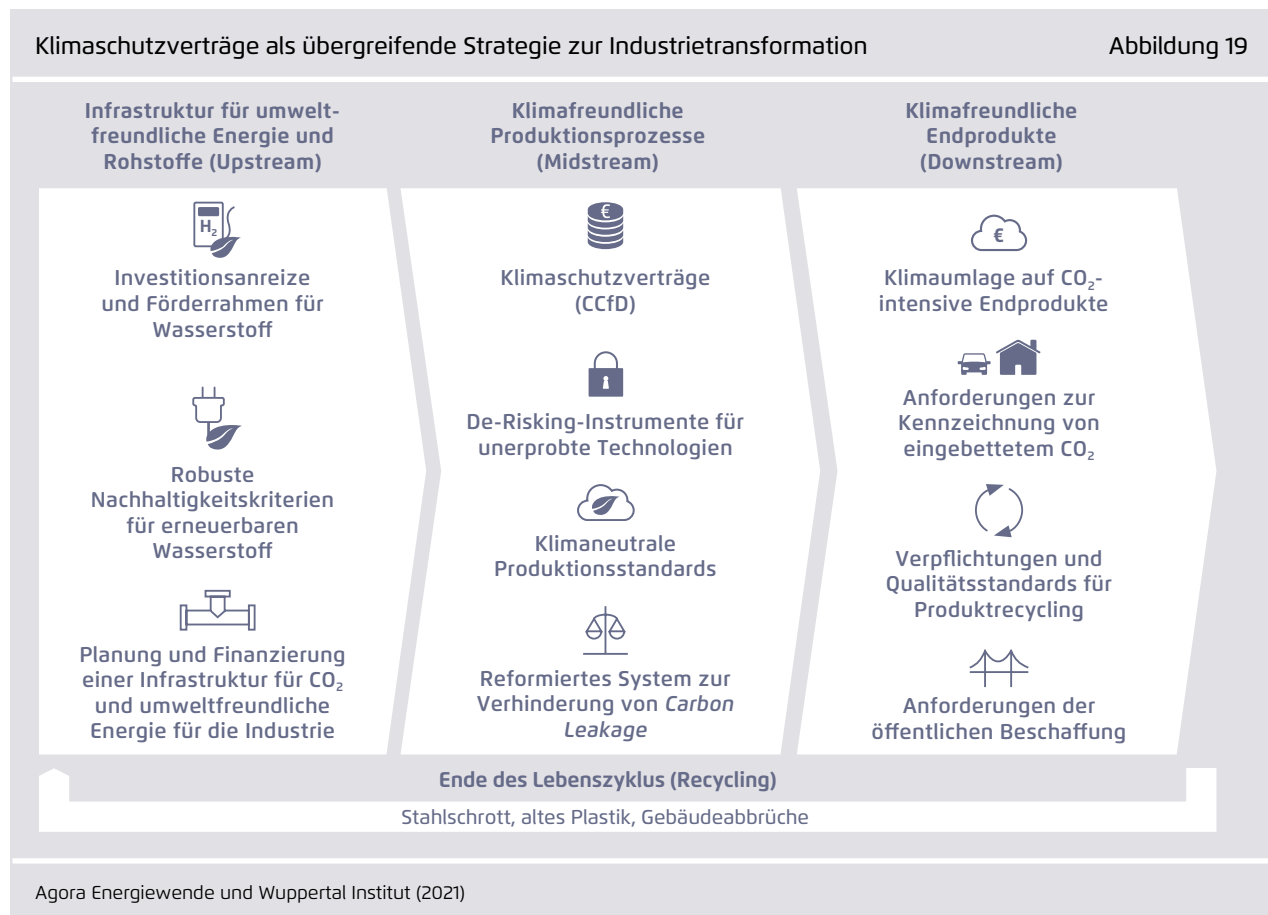 Klimaschutzverträge als übergreifende Strategie zur Industrietransformation
Abbildung 19
Infrastruktur für umwelt-
freundliche Energie und
Rohstoffe (Upstream)
H₂
Investitionsanreize
und Förderrahmen für
Wasserstoff
Robuste
Nachhaltigkeitskriterien
für erneuerbaren
Wasserstoff
Planung und Finanzierung
einer Infrastruktur für CO₂
und umweltfreundliche
Energie für die Industrie
Klimafreundliche
Produktionsprozesse
(Midstream)
€
Klimaschutzverträge
(CCfD)
De-Risking-Instrumente für
unerprobte Technologien
Klimaneutrale
Produktionsstandards
Reformiertes System zur
Verhinderung von Carbon
Leakage
Klimafreundliche
Endprodukte
(Downstream)
€
Klimaumlage auf CO₂-
intensive Endprodukte
Anforderungen zur
Kennzeichnung von
eingebettetem CO₂
Verpflichtungen und
Qualitätsstandards für
Produktrecycling
Anforderungen der
öffentlichen Beschaffung
Ende des Lebenszyklus (Recycling)
Stahlschrott, altes Plastik, Gebäudeabbrüche
Agora Energiewende und Wuppertal Institut (2021)